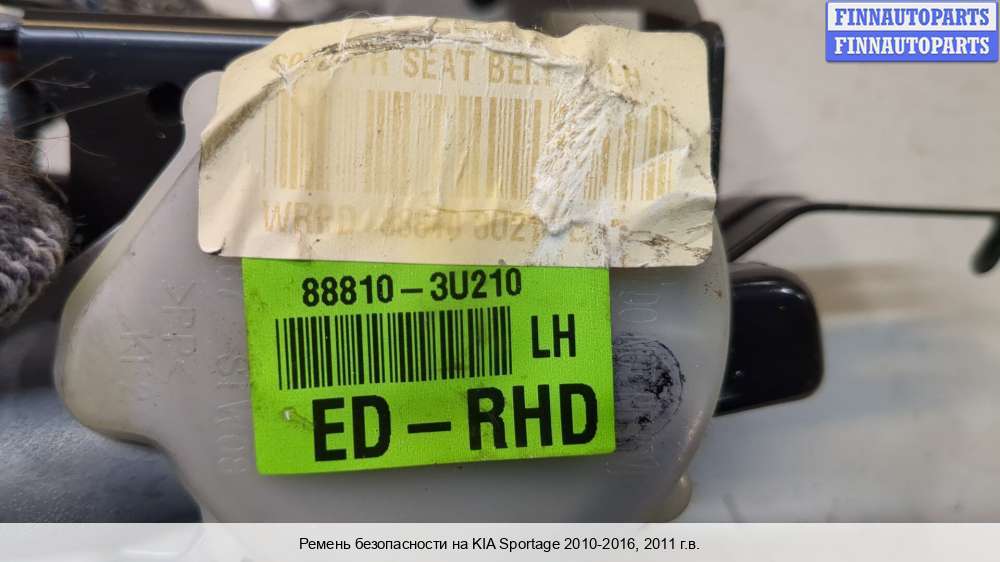 FINNAUTOPARTS
FINNAUTOPARTS
SEAT BELT
88810-3U210
LH
ED-RHD
Ремень безопасности на KIA Sportage 2010-2016, 2011 г.в.